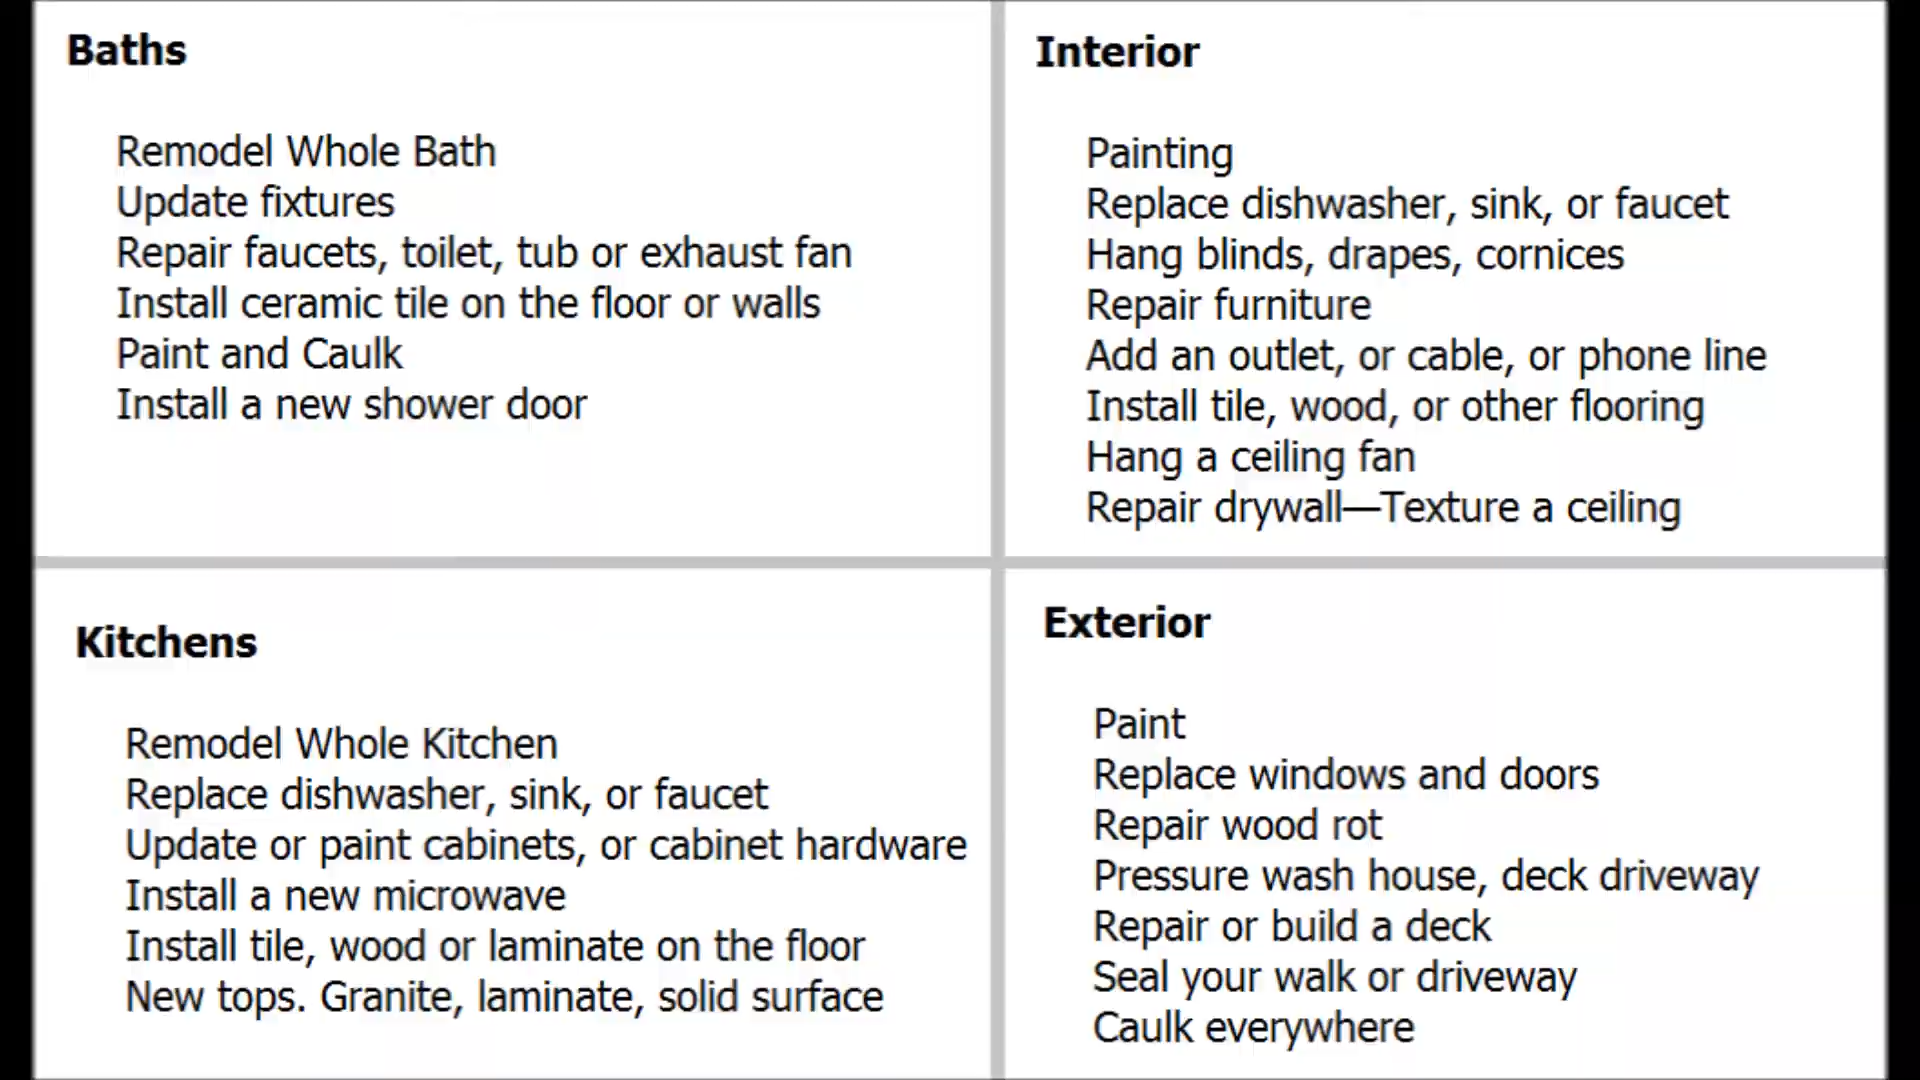 Baths
Remodel Whole Bath
Update fixtures
Repair faucets, toilet, tub or exhaust fan
Install ceramic tile on the floor or walls
Paint and Caulk
Install a new shower door
Interior
Painting
Replace dishwasher, sink, or faucet
Hang blinds, drapes, cornices
Repair furniture
Add an outlet, or cable, or phone line
Install tile, wood, or other flooring
Hang a ceiling fan
Repair drywall—Texture a ceiling
Kitchens
Remodel Whole Kitchen
Replace dishwasher, sink, or faucet
Update or paint cabinets, or cabinet hardware
Install a new microwave
Install tile, wood or laminate on the floor
New tops. Granite, laminate, solid surface
Exterior
Paint
Replace windows and doors
Repair wood rot
Pressure wash house, deck driveway
Repair or build a deck
Seal your walk or driveway
Caulk everywhere